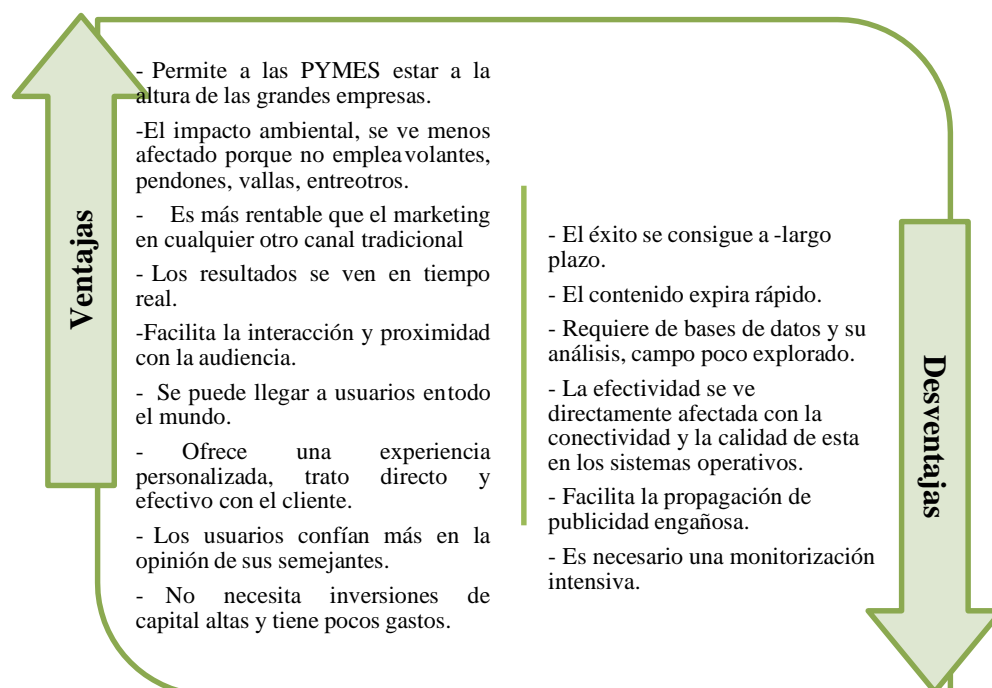 Ventajas
- Permite a las PYMES estar a la
altura de las grandes empresas.
-El impacto ambiental, se ve menos
afectado porque no empleavolantes,
pendones, vallas, entreotros.
- Es más rentable que el marketing
en cualquier otro canal tradicional
- Los resultados se ven en tiempo
real.
-Facilita la interacción y proximidad
con la audiencia.
- Se puede llegar a usuarios entodo
el mundo.
- Ofrece una experiencia
personalizada, trato directo y
efectivo con el cliente.
- Los usuarios confían más en la
opinión de sus semejantes.
- No necesita inversiones de
capital altas y tiene pocos gastos.
- El éxito se consigue a -largo
plazo.
- El contenido expira rápido.
- Requiere de bases de datos y su
análisis, campo poco explorado.
- La efectividad se ve
directamente afectada con la
conectividad y la calidad de esta
en los sistemas operativos.
- Facilita la propagación de
publicidad engañosa.
- Es necesario una monitorización
intensiva.
Desventajas